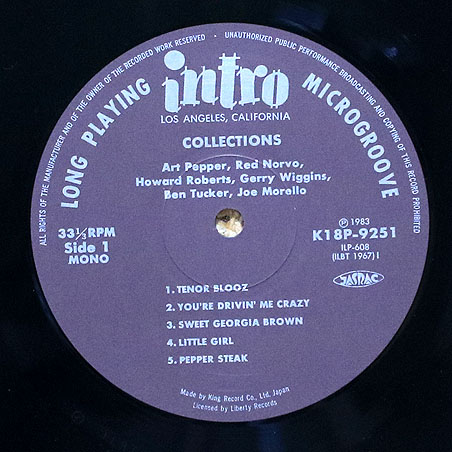 ALL RIGHTS OF THE MANUFACTURER AND OF THE OWNER OF THE RECORDED WORK RESERVED • UNAUTHORIZED PUBLIC PERFORMANCE BROADCASTING AND COPYING OF THIS RECORD PROHIBITED
LONG PLAYING
MICROGROOVE
intro
LOS ANGELES, CALIFORNIA
COLLECTIONS
Art Pepper, Red Norvo,
Howard Roberts, Gerry Wiggins,
Ben Tucker, Joe Morello
33⅓RPM
Side 1
MONO
Ⓟ 1983
K18P-9251
ILP-608
(ILBT 1967) I
JASRAC
1. TENOR BLOOZ
2. YOU'RE DRIVIN' ME CRAZY
3. SWEET GEORGIA BROWN
4. LITTLE GIRL
5. PEPPER STEAK
Made by King Record Co., Ltd, Japan
Licensed by Liberty Records